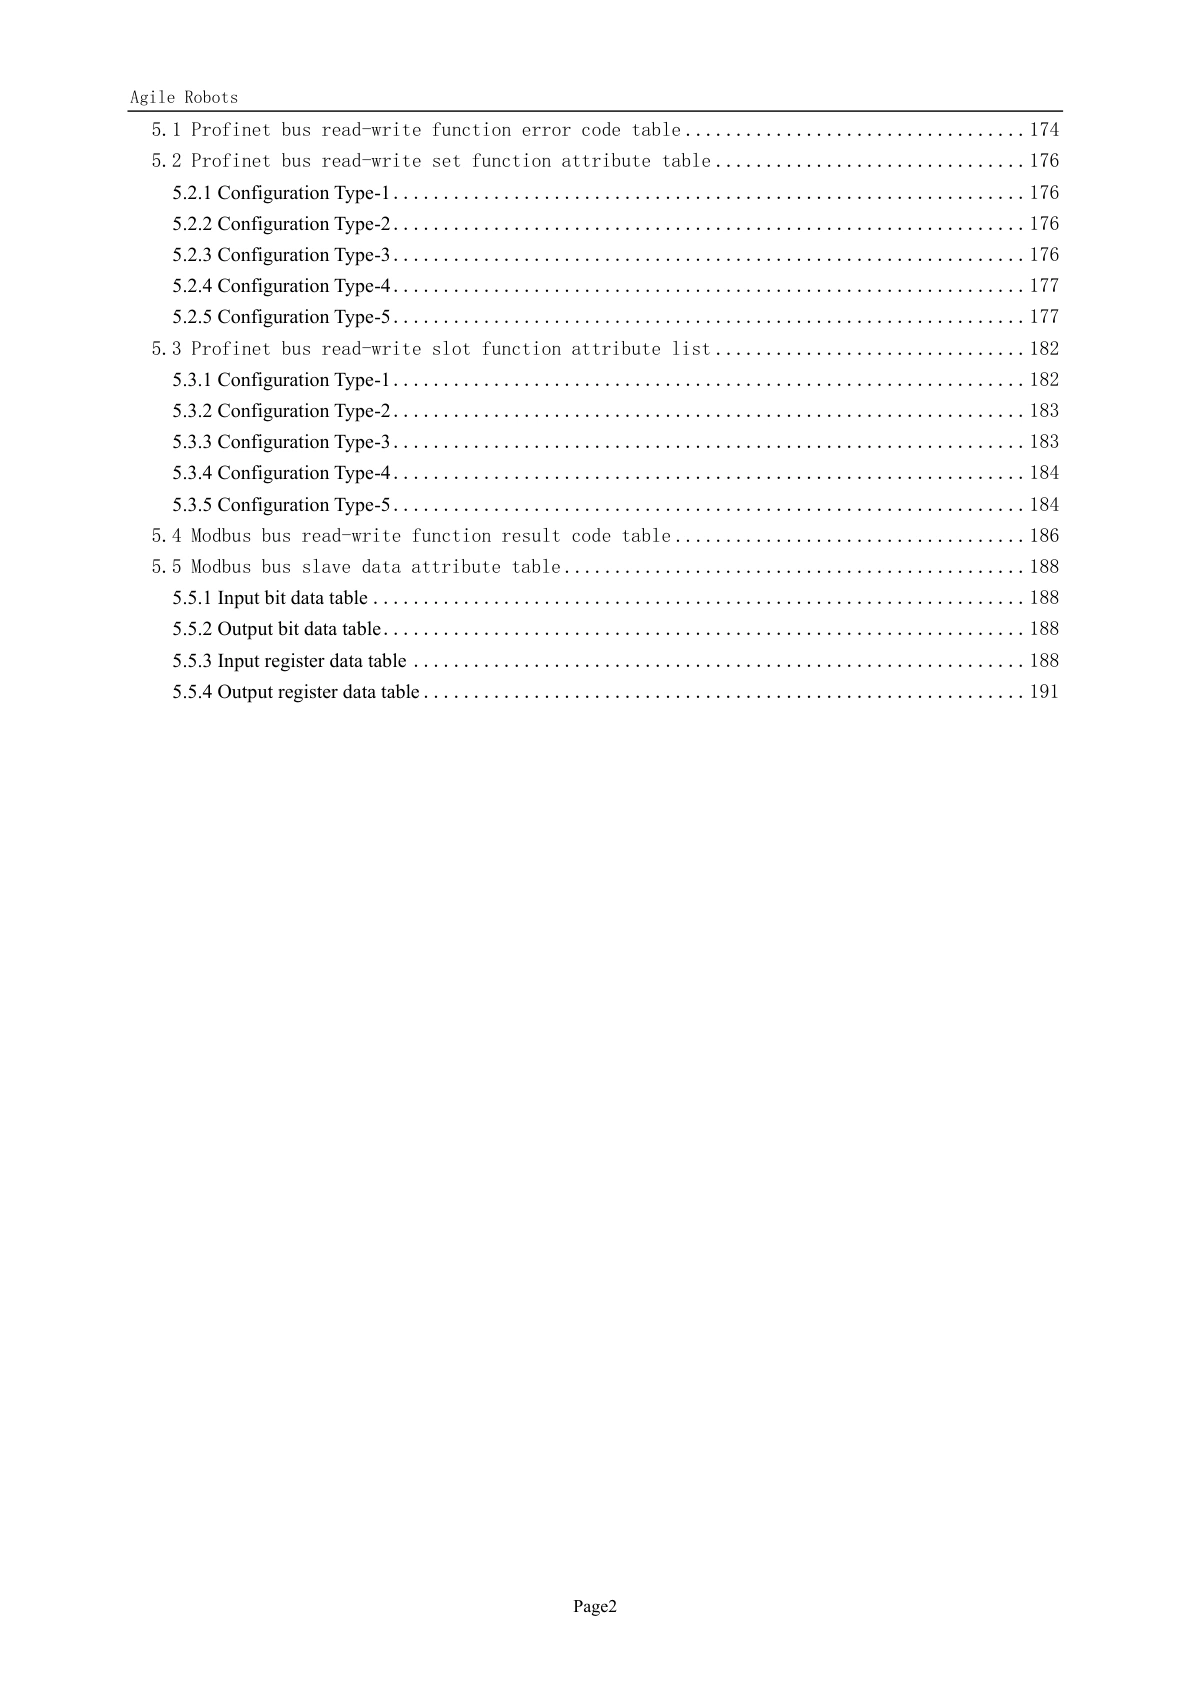 Agile Robots
5.1 Profinet bus read-write function error code table.................................. 174
5.2 Profinet bus read-write set function attribute table............................... 176
5.2.1 Configuration Type-1............................................................... 176
5.2.2 Configuration Type-2............................................................... 176
5.2.3 Configuration Type-3............................................................... 176
5.2.4 Configuration Type-4............................................................... 177
5.2.5 Configuration Type-5............................................................... 177
5.3 Profinet bus read-write slot function attribute list............................... 182
5.3.1 Configuration Type-1............................................................... 182
5.3.2 Configuration Type-2............................................................... 183
5.3.3 Configuration Type-3............................................................... 183
5.3.4 Configuration Type-4............................................................... 184
5.3.5 Configuration Type-5............................................................... 184
5.4 Modbus bus read-write function result code table................................... 186
5.5 Modbus bus slave data attribute table.............................................. 188
5.5.1 Input bit data table ................................................................. 188
5.5.2 Output bit data table................................................................ 188
5.5.3 Input register data table ............................................................. 188
5.5.4 Output register data table............................................................ 191
Page2